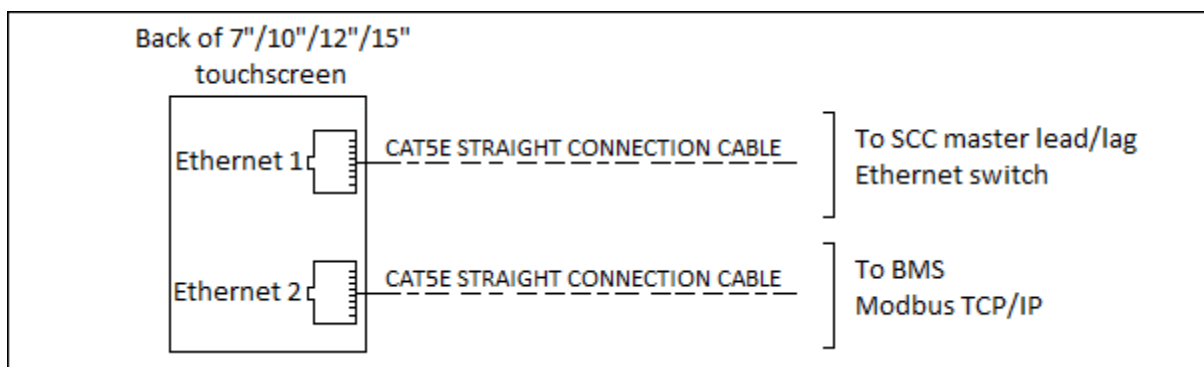 Back of 7"/10"/12"/15"
touchscreen
Ethernet 1
CAT5E STRAIGHT CONNECTION CABLE
To SCC master lead/lag
Ethernet switch
Ethernet 2
CAT5E STRAIGHT CONNECTION CABLE
To BMS
Modbus TCP/IP